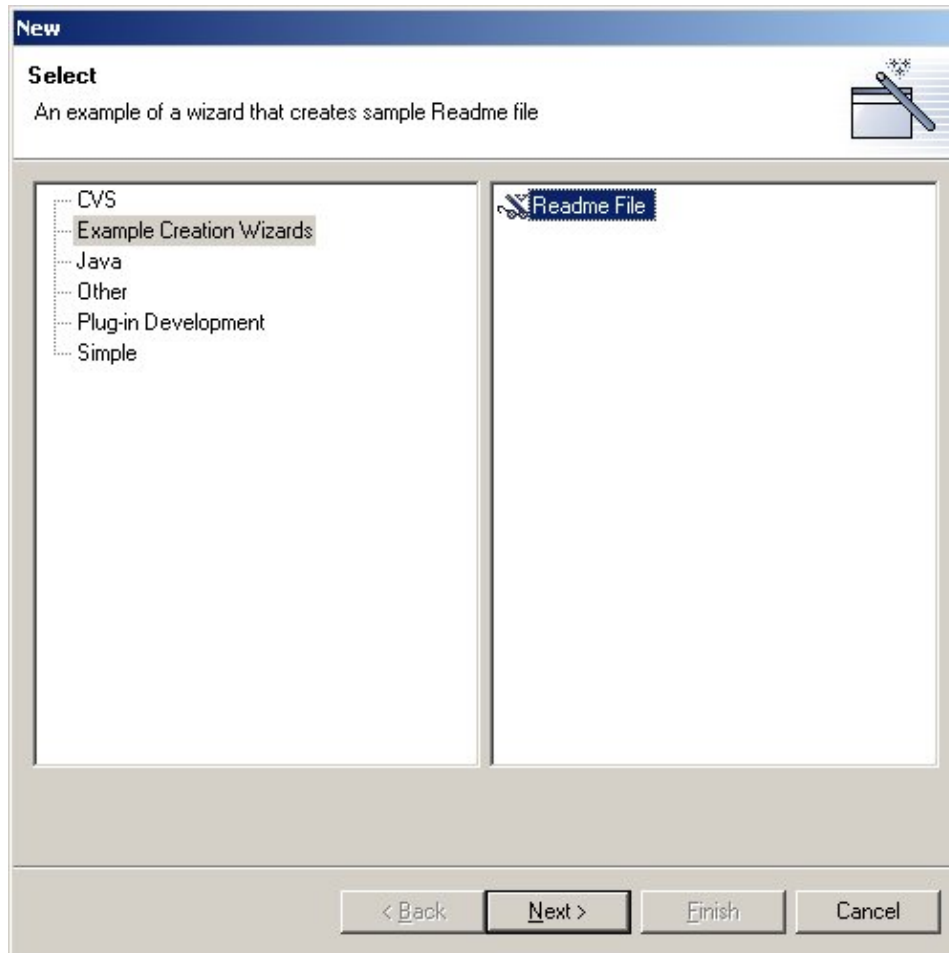 New
Select
An example of a wizard that creates sample Readme file
CVS
Example Creation Wizards
Java
Other
Plug-in Development
Simple
Readme File
< Back
Next >
Finish
Cancel